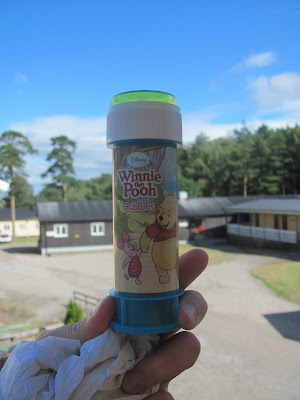 Disney
Winnie
the
Pooh
Bubbles